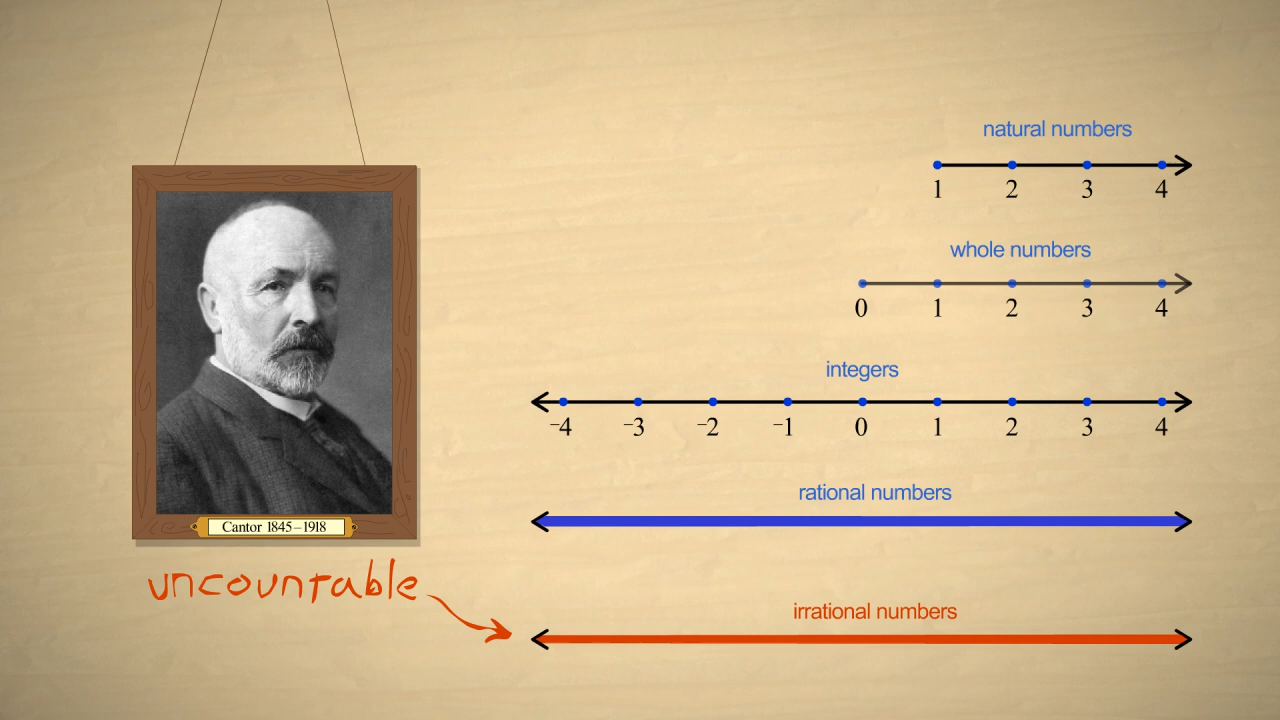 natural numbers
1 2 3 4
whole numbers
0 1 2 3 4
integers
−4 −3 −2 −1 0 1 2 3 4
rational numbers
Cantor 1845–1918
uncountable
irrational numbers